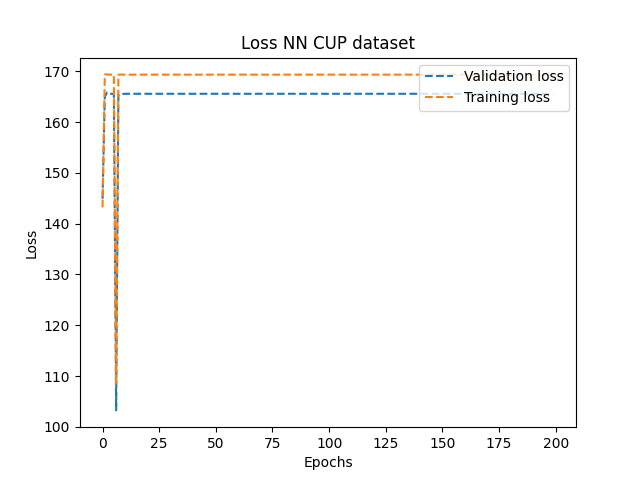 Loss NN CUP dataset
Validation loss
Training loss
170
160
150
140
130
120
110
100
Loss
0 25 50 75 100 125 150 175 200
Epochs